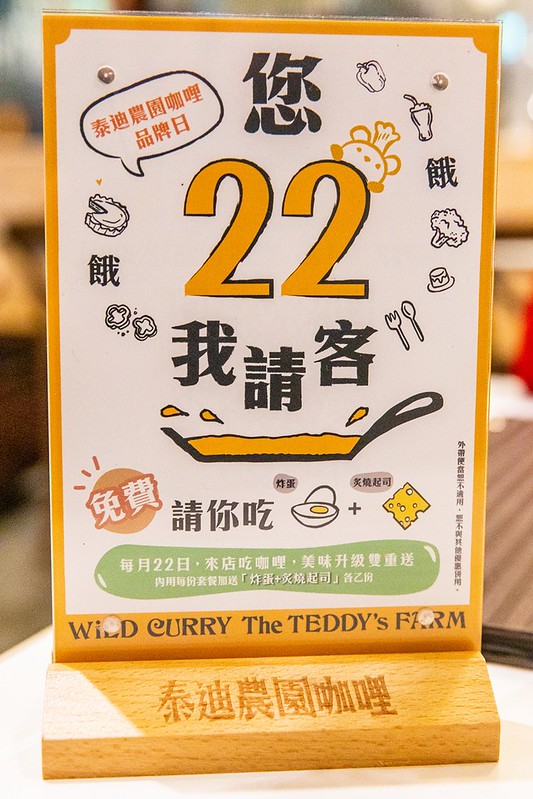 泰迪農園咖哩
品牌日
您
22
餓
餓
我請客
免費
請你吃
炸蛋
+
炙燒起司
每月22日,來店吃咖哩,美味升級雙重送
內用每份套餐加送「炸蛋+炙燒起司」各乙份
外帶便當恕不適用,恕不與其他優惠併用。
WiLD CURRY The TEDDY's FARM
泰迪農園咖哩